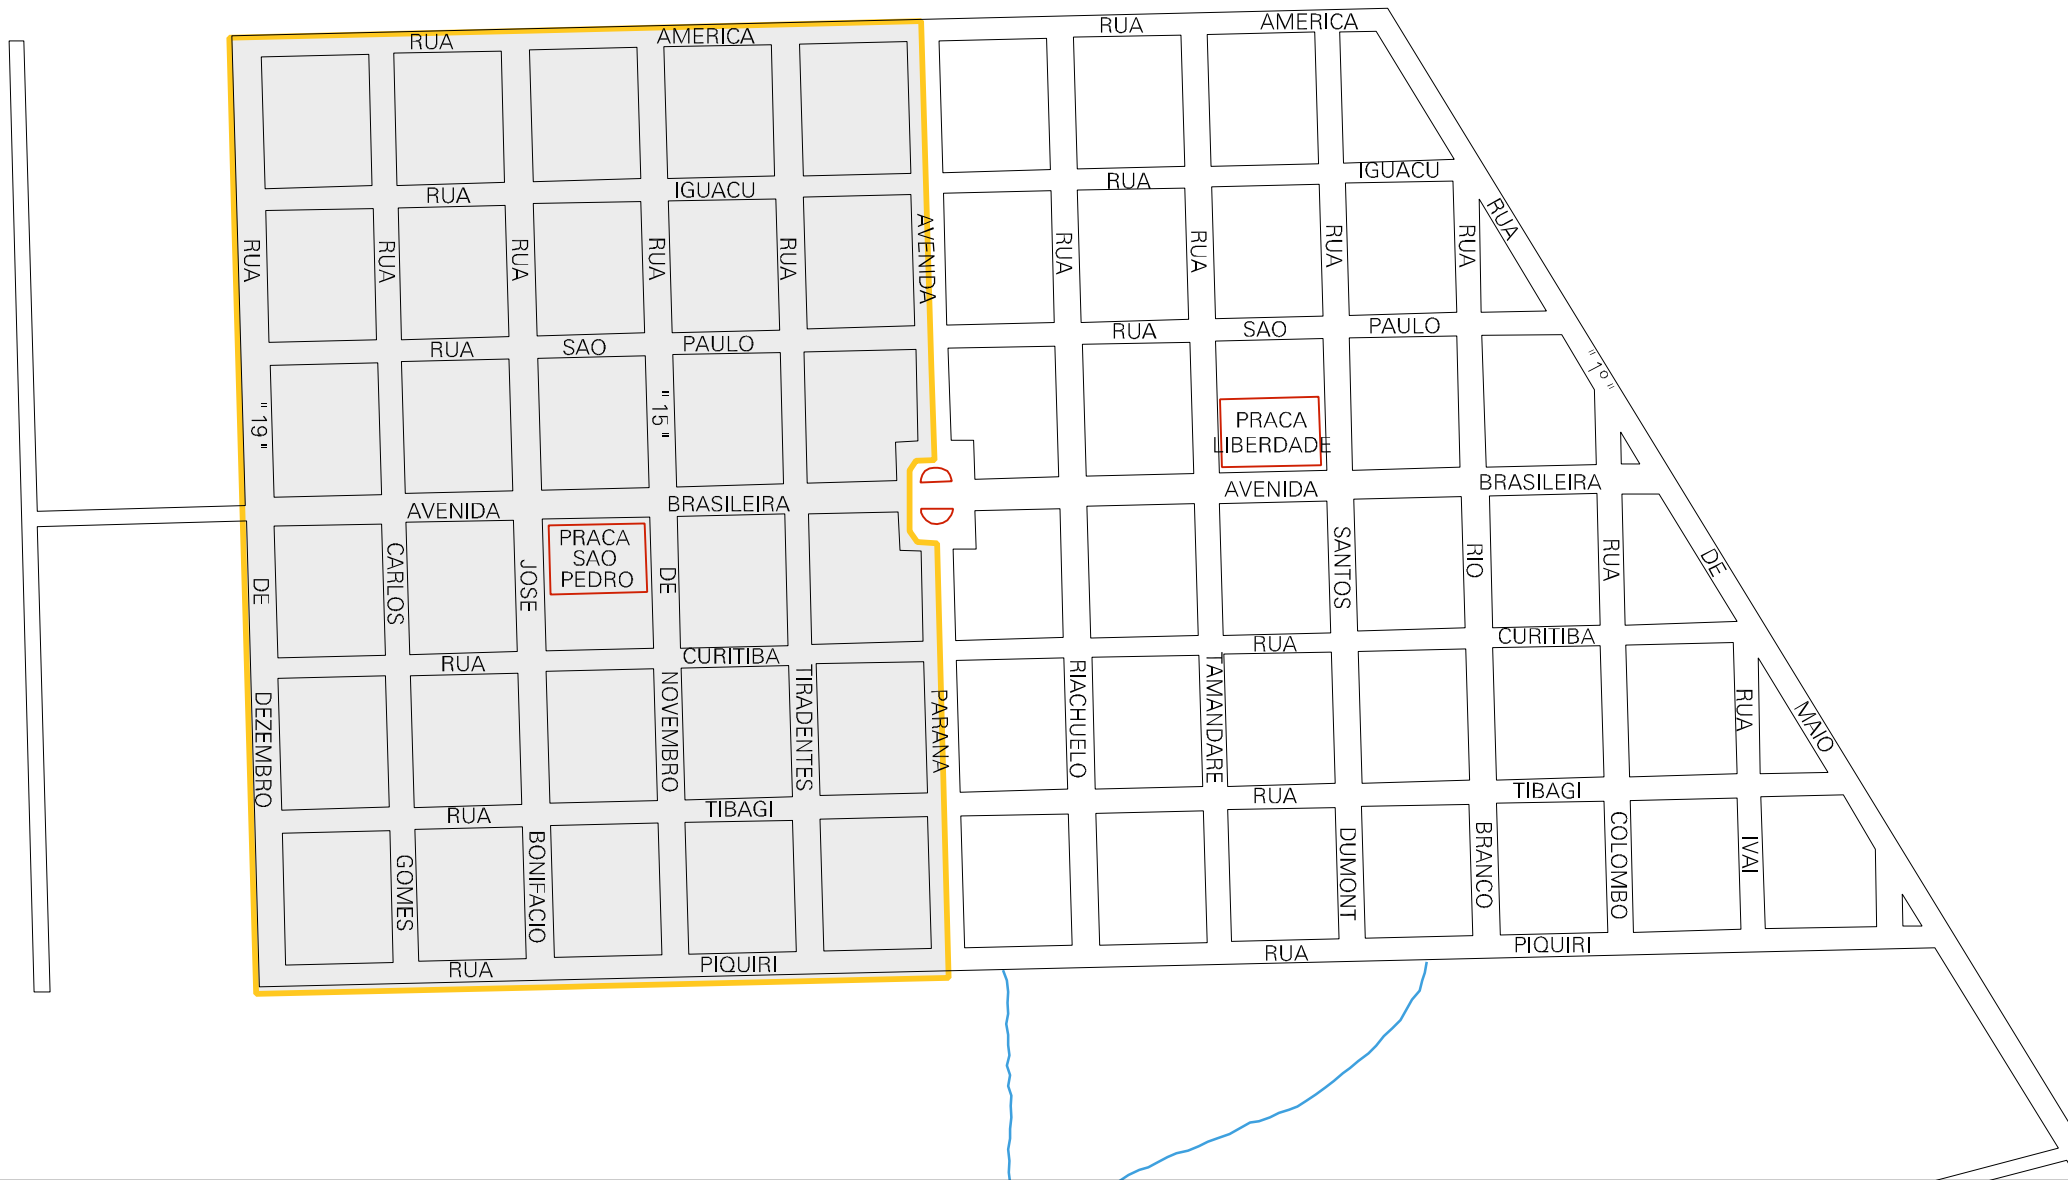 RUA AMERICA
RUA AMERICA
RUA IGUACU
RUA IGUACU
RUA SAO PAULO
RUA SAO PAULO
AVENIDA BRASILEIRA
AVENIDA BRASILEIRA
RUA CURITIBA
RUA CURITIBA
RUA TIBAGI
RUA TIBAGI
RUA PIQUIRI
RUA PIQUIRI
RUA " 19 " DE DEZEMBRO
RUA CARLOS GOMES
RUA JOSE BONIFACIO
RUA " 15 " DE NOVEMBRO
RUA TIRADENTES
AVENIDA PARANA
RUA RIACHUELO
RUA TAMANDARE
RUA SANTOS DUMONT
RUA RIO BRANCO
RUA COLOMBO
RUA IVAI
RUA " 1º " DE MAIO
PRACA
SAO
PEDRO
PRACA
LIBERDADE